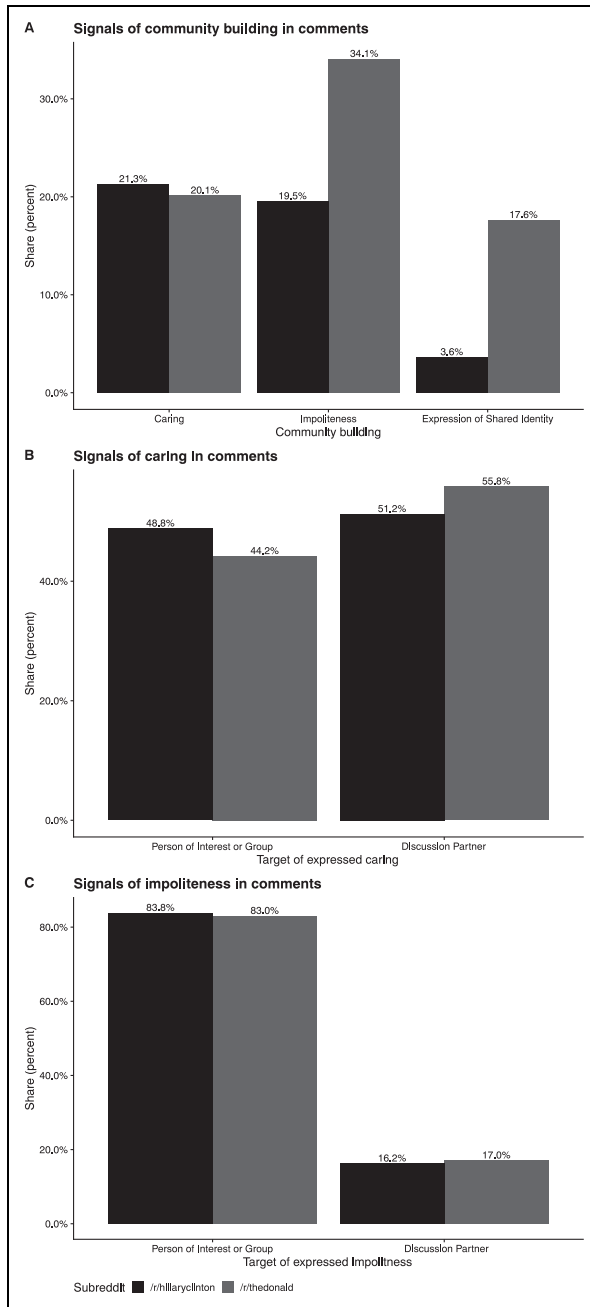 A Signals of community building in comments
34.1%
30.0%
21.3%
20.1%
19.5%
20.0%
17.6%
10.0%
3.6%
0.0%
Share (percent)
Caring Impoliteness Expression of Shared Identity
Community building
B Signals of caring in comments
55.8%
51.2%
48.8%
44.2%
40.0%
20.0%
0.0%
Share (percent)
Person of Interest or Group Discussion Partner
Target of expressed caring
C Signals of impoliteness in comments
83.8% 83.0%
80.0%
60.0%
40.0%
20.0%
16.2% 17.0%
0.0%
Share (percent)
Person of Interest or Group Discussion Partner
Target of expressed impolitness
Subreddit /r/hillaryclinton /r/thedonald